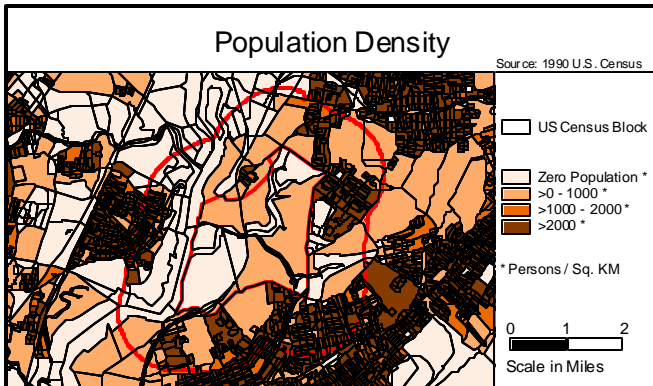 Population Density
Source: 1990 U.S. Census
US Census Block
Zero Population *
>0 - 1000 *
>1000 - 2000 *
>2000 *
* Persons / Sq. KM
0 1 2
Scale in Miles